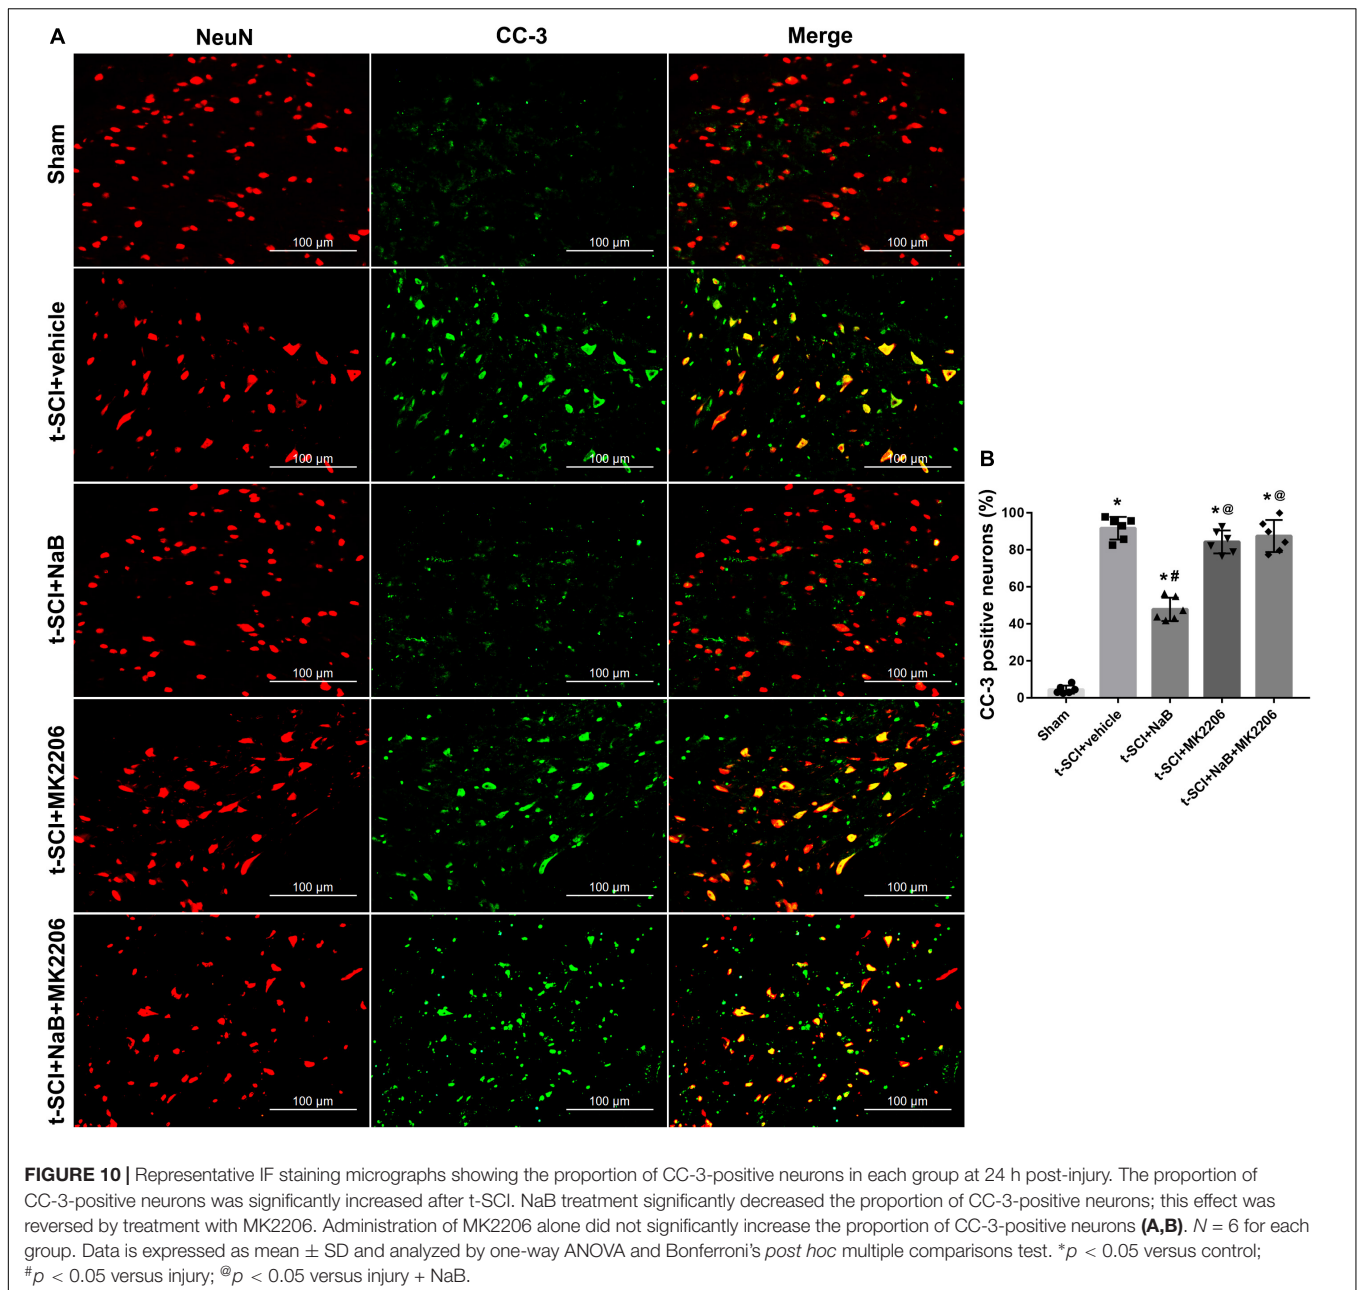 A
NeuN
CC-3
Merge
Sham
100 µm
100 µm
100 µm
t-SCI+vehicle
100 µm
100 µm
100 µm
t-SCI+NaB
100 µm
100 µm
100 µm
t-SCI+MK2206
100 µm
100 µm
100 µm
t-SCI+NaB+MK2206
100 µm
100 µm
100 µm
B
CC-3 positive neurons (%)
100
80
60
40
20
0
*
* #
* @
* @
Sham
t-SCI+vehicle
t-SCI+NaB
t-SCI+MK2206
t-SCI+NaB+MK2206
FIGURE 10 | Representative IF staining micrographs showing the proportion of CC-3-positive neurons in each group at 24 h post-injury. The proportion of
CC-3-positive neurons was significantly increased after t-SCI. NaB treatment significantly decreased the proportion of CC-3-positive neurons; this effect was
reversed by treatment with MK2206. Administration of MK2206 alone did not significantly increase the proportion of CC-3-positive neurons (A,B). N = 6 for each
group. Data is expressed as mean ± SD and analyzed by one-way ANOVA and Bonferroni's post hoc multiple comparisons test. *p < 0.05 versus control;
#p < 0.05 versus injury; @p < 0.05 versus injury + NaB.